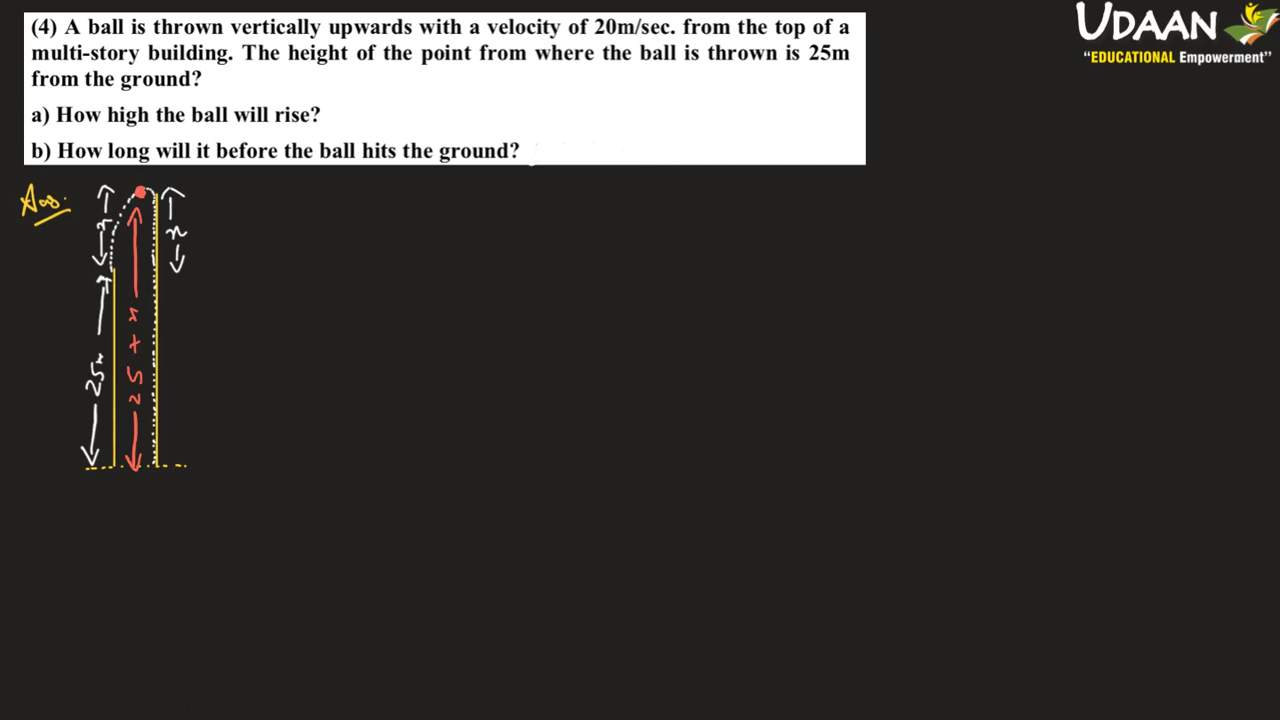 UDAAN
“EDUCATIONAL Empowerment”
(4) A ball is thrown vertically upwards with a velocity of 20m/sec. from the top of a
multi-story building. The height of the point from where the ball is thrown is 25m
from the ground?
a) How high the ball will rise?
b) How long will it before the ball hits the ground?
Ans.
x
x
25m
25 + x